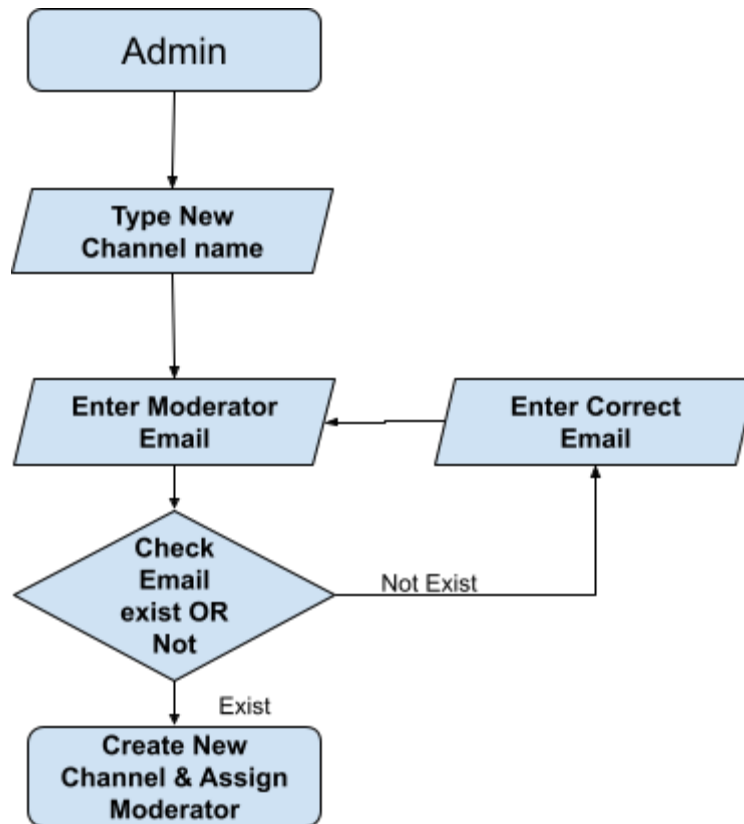 Admin
Type New
Channel name
Enter Moderator
Email
Enter Correct
Email
Check
Email
exist OR
Not
Not Exist
Exist
Create New
Channel & Assign
Moderator